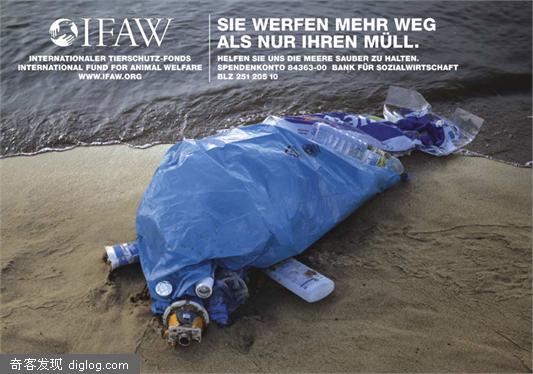 IFAW
INTERNATIONALER TIERSCHUTZ-FONDS
INTERNATIONAL FUND FOR ANIMAL WELFARE
WWW.IFAW.ORG
SIE WERFEN MEHR WEG
ALS NUR IHREN MÜLL.
HELFEN SIE UNS DIE MEERE SAUBER ZU HALTEN.
SPENDENKONTO 84363-00 BANK FÜR SOZIALWIRTSCHAFT
BLZ 251 205 10
奇客发现 diglog.com